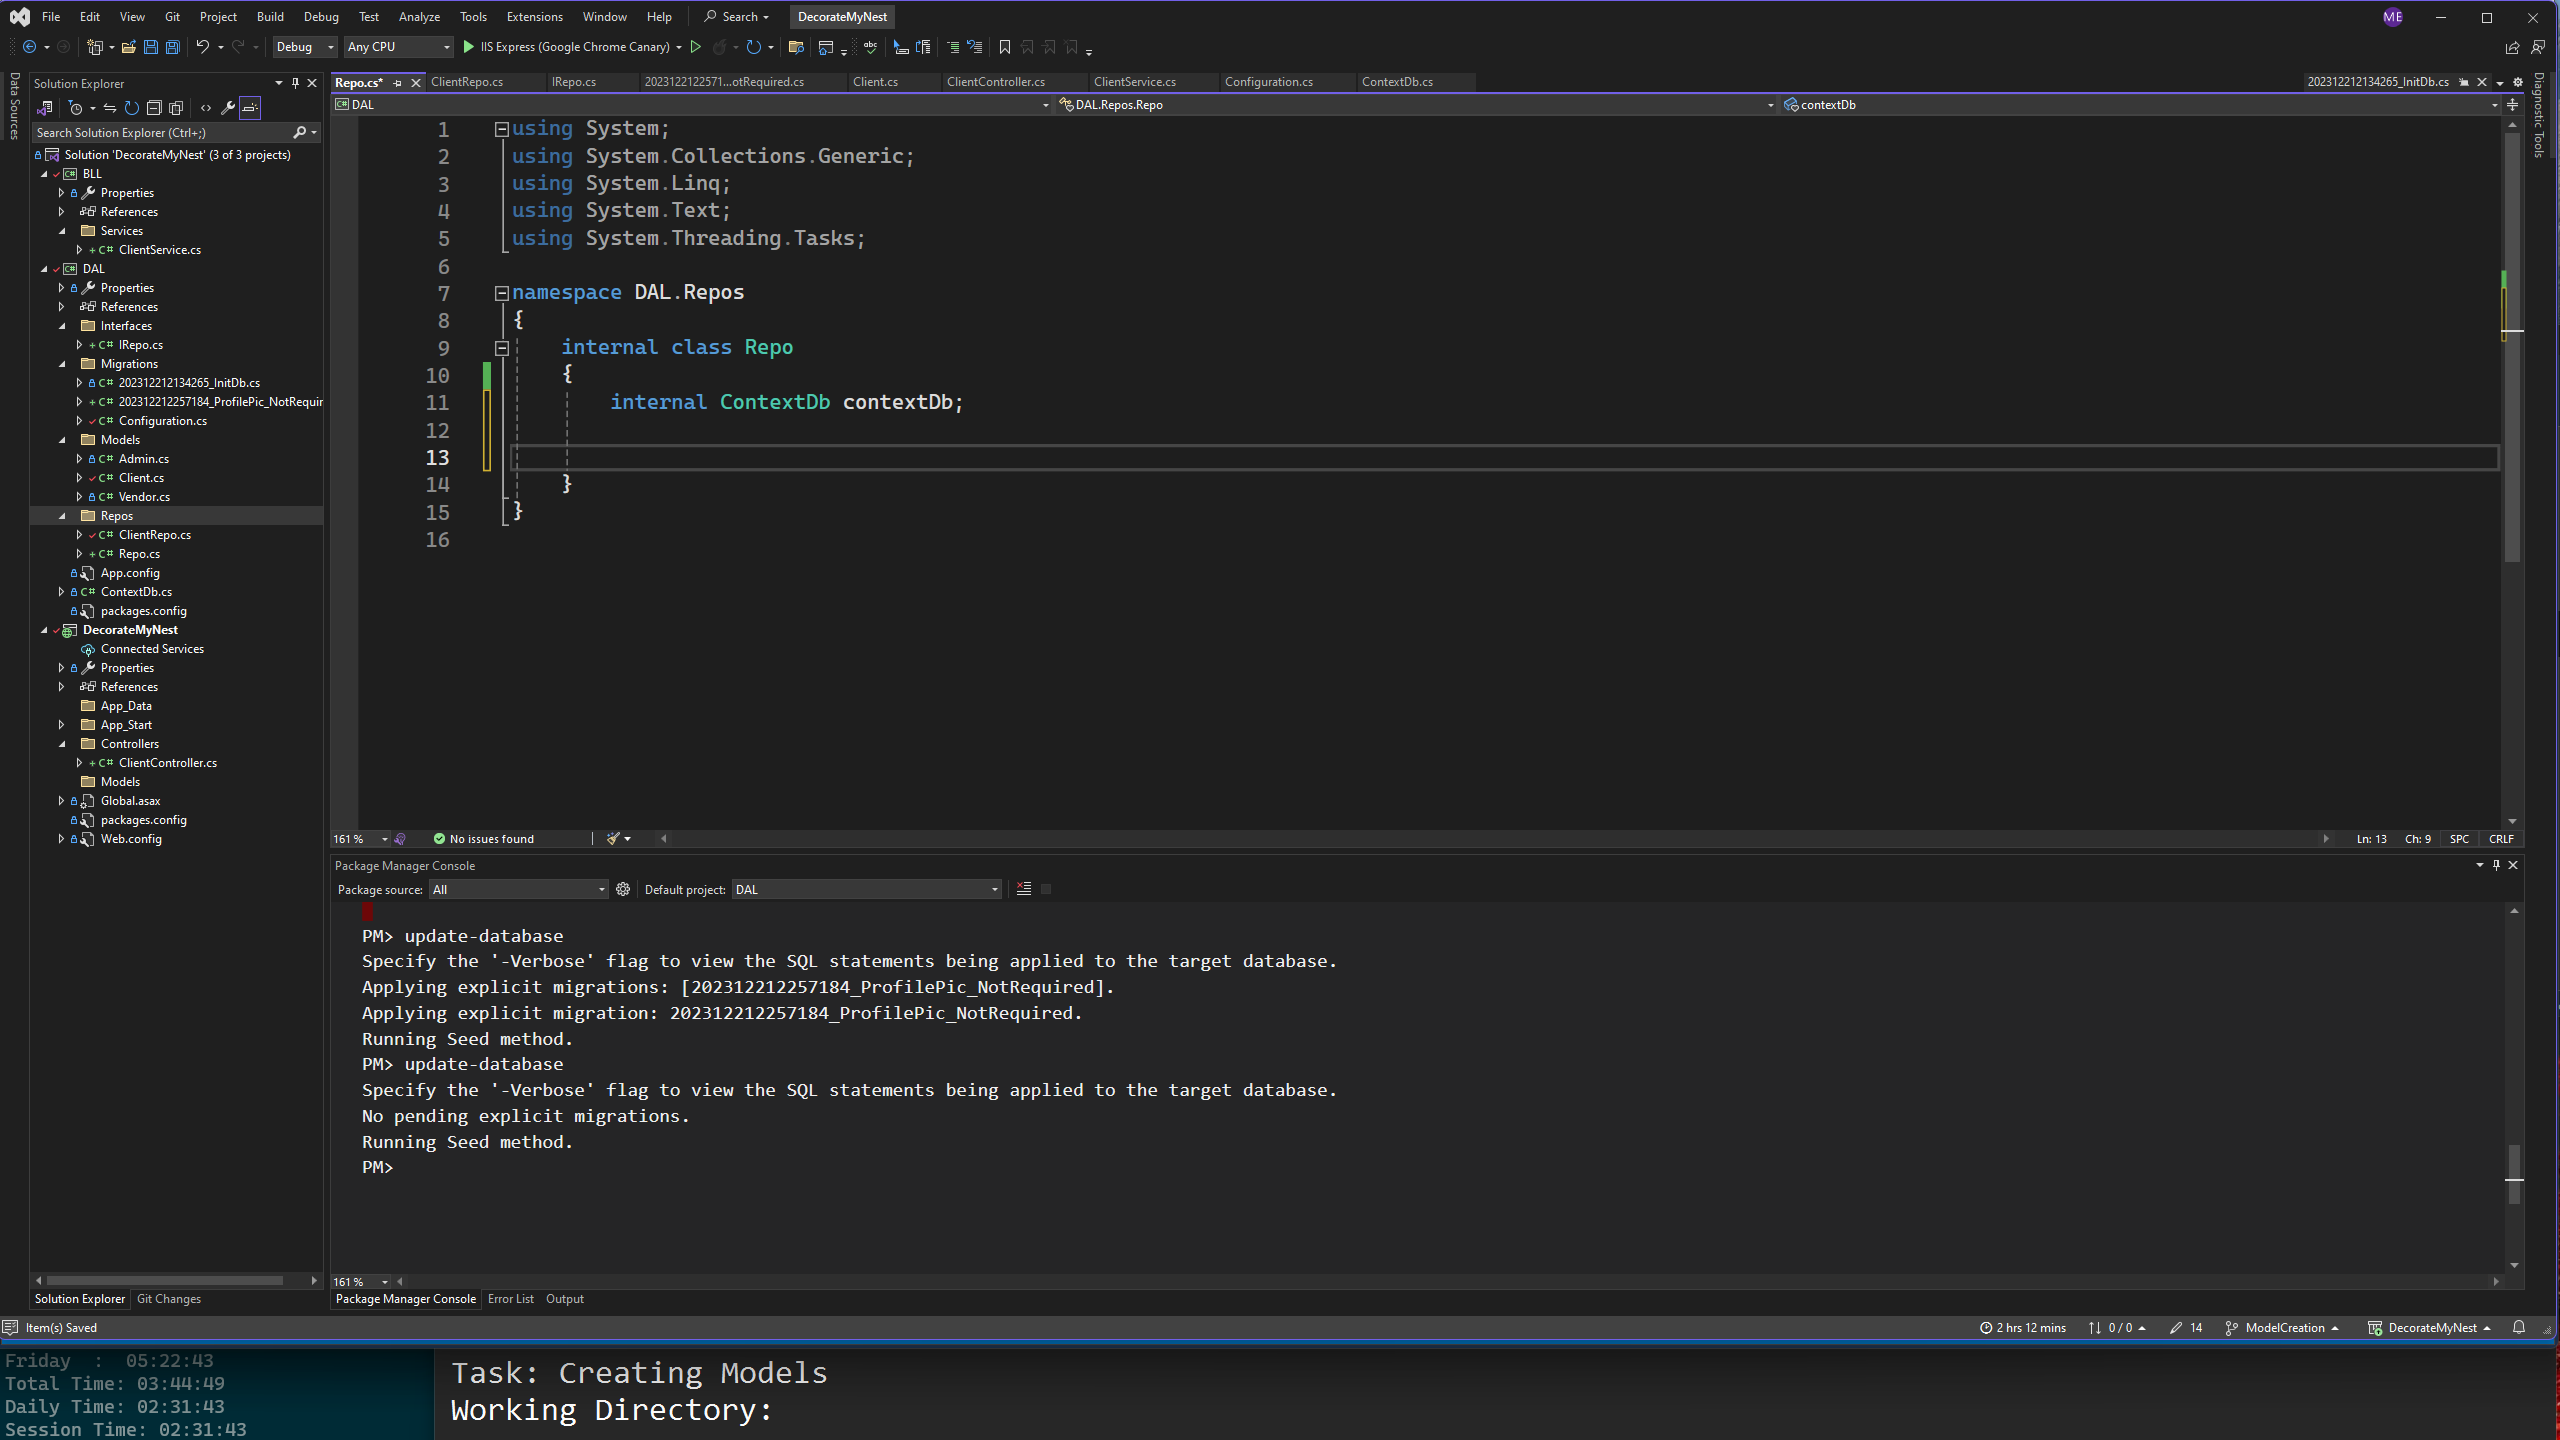 File Edit View Git Project Build Debug Test Analyze Tools Extensions Window Help Search DecorateMyNest ME
Debug Any CPU IIS Express (Google Chrome Canary)
Data Sources
Solution Explorer
Search Solution Explorer (Ctrl+;)
Solution 'DecorateMyNest' (3 of 3 projects)
BLL
Properties
References
Services
C# ClientService.cs
DAL
Properties
References
Interfaces
C# IRepo.cs
Migrations
C# 202312212134265_InitDb.cs
C# 202312212257184_ProfilePic_NotRequir
C# Configuration.cs
Models
C# Admin.cs
C# Client.cs
C# Vendor.cs
Repos
C# ClientRepo.cs
C# Repo.cs
App.config
C# ContextDb.cs
packages.config
DecorateMyNest
Connected Services
Properties
References
App_Data
App_Start
Controllers
C# ClientController.cs
Models
Global.asax
packages.config
Web.config
Solution Explorer Git Changes
Repo.cs* ClientRepo.cs IRepo.cs 2023122122571...otRequired.cs Client.cs ClientController.cs ClientService.cs Configuration.cs ContextDb.cs 202312212134265_InitDb.cs
DAL DAL.Repos.Repo contextDb
Diagnostic Tools
1 using System;
2 using System.Collections.Generic;
3 using System.Linq;
4 using System.Text;
5 using System.Threading.Tasks;
6
7 namespace DAL.Repos
8 {
9 internal class Repo
10 {
11 internal ContextDb contextDb;
12
13
14 }
15 }
16
161 % No issues found Ln: 13 Ch: 9 SPC CRLF
Package Manager Console
Package source: All Default project: DAL
PM> update-database
Specify the '-Verbose' flag to view the SQL statements being applied to the target database.
Applying explicit migrations: [202312212257184_ProfilePic_NotRequired].
Applying explicit migration: 202312212257184_ProfilePic_NotRequired.
Running Seed method.
PM> update-database
Specify the '-Verbose' flag to view the SQL statements being applied to the target database.
No pending explicit migrations.
Running Seed method.
PM>
161 %
Package Manager Console Error List Output
Item(s) Saved 2 hrs 12 mins 0 / 0 14 ModelCreation DecorateMyNest
Friday : 05:22:43
Total Time: 03:44:49
Daily Time: 02:31:43
Session Time: 02:31:43
Task: Creating Models
Working Directory: